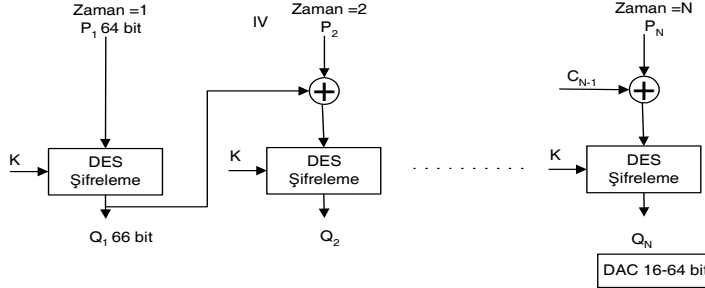 Zaman =1
P1 64 bit
IV
Zaman =2
P2
Zaman =N
PN
CN-1
K
DES
Şifreleme
K
DES
Şifreleme
K
DES
Şifreleme
Q1 66 bit
Q2
QN
DAC 16-64 bit